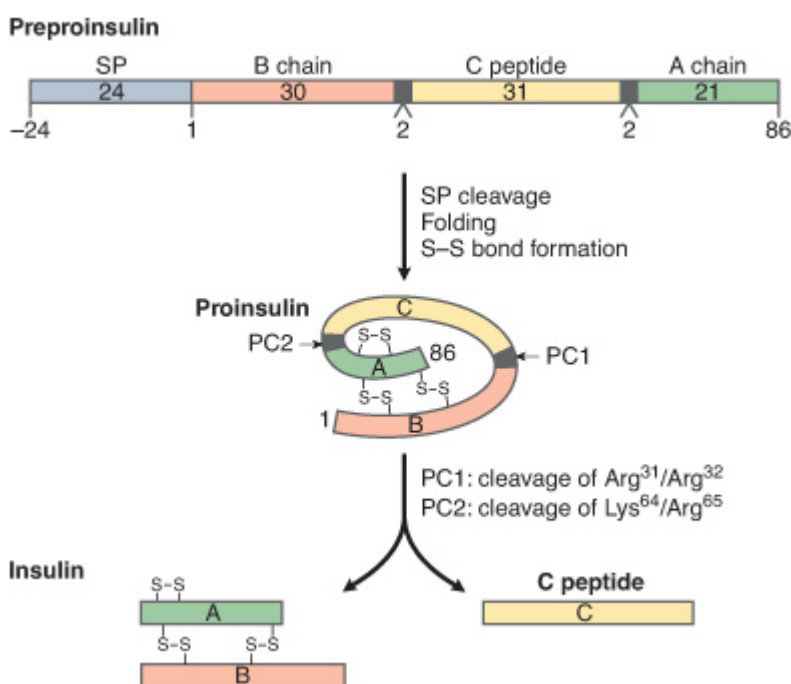 Preproinsulin
SP B chain C peptide A chain
24 30 31 21
–24 1 2 2 86
SP cleavage
Folding
S–S bond formation
Proinsulin
C
PC2
S–S
86
PC1
A
S–S
S–S
1
B
PC1: cleavage of Arg³¹/Arg³²
PC2: cleavage of Lys⁶⁴/Arg⁶⁵
Insulin
C peptide
S–S
A
C
S–S S–S
B